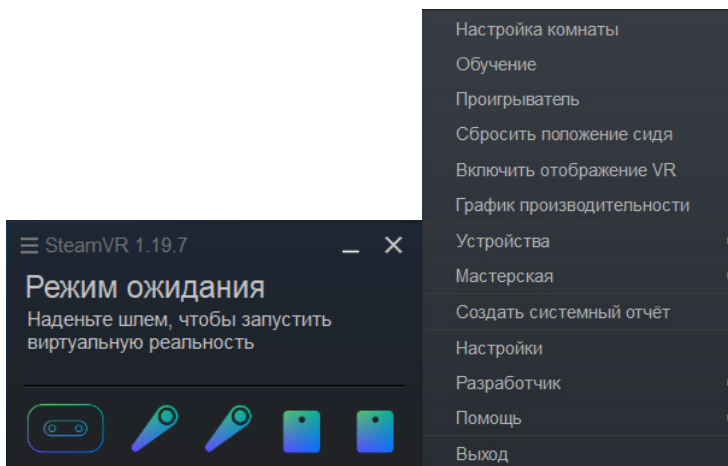 SteamVR 1.19.7
Режим ожидания
Наденьте шлем, чтобы запустить
виртуальную реальность
Настройка комнаты
Обучение
Проигрыватель
Сбросить положение сидя
Включить отображение VR
График производительности
Устройства
Мастерская
Создать системный отчёт
Настройки
Разработчик
Помощь
Выход